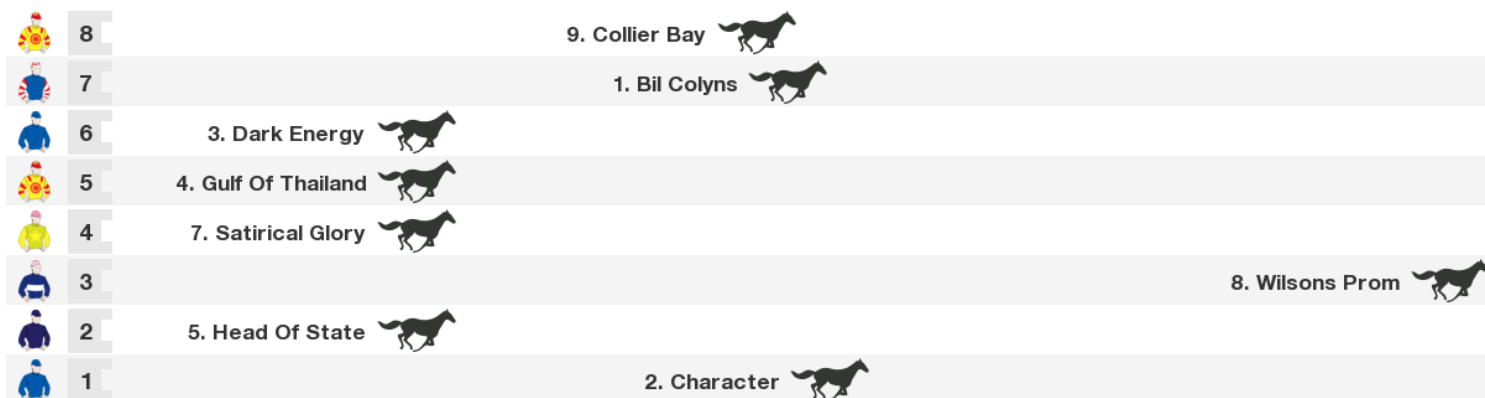 8 9. Collier Bay
7 1. Bil Colyns
6 3. Dark Energy
5 4. Gulf Of Thailand
4 7. Satirical Glory
3 8. Wilsons Prom
2 5. Head Of State
1 2. Character